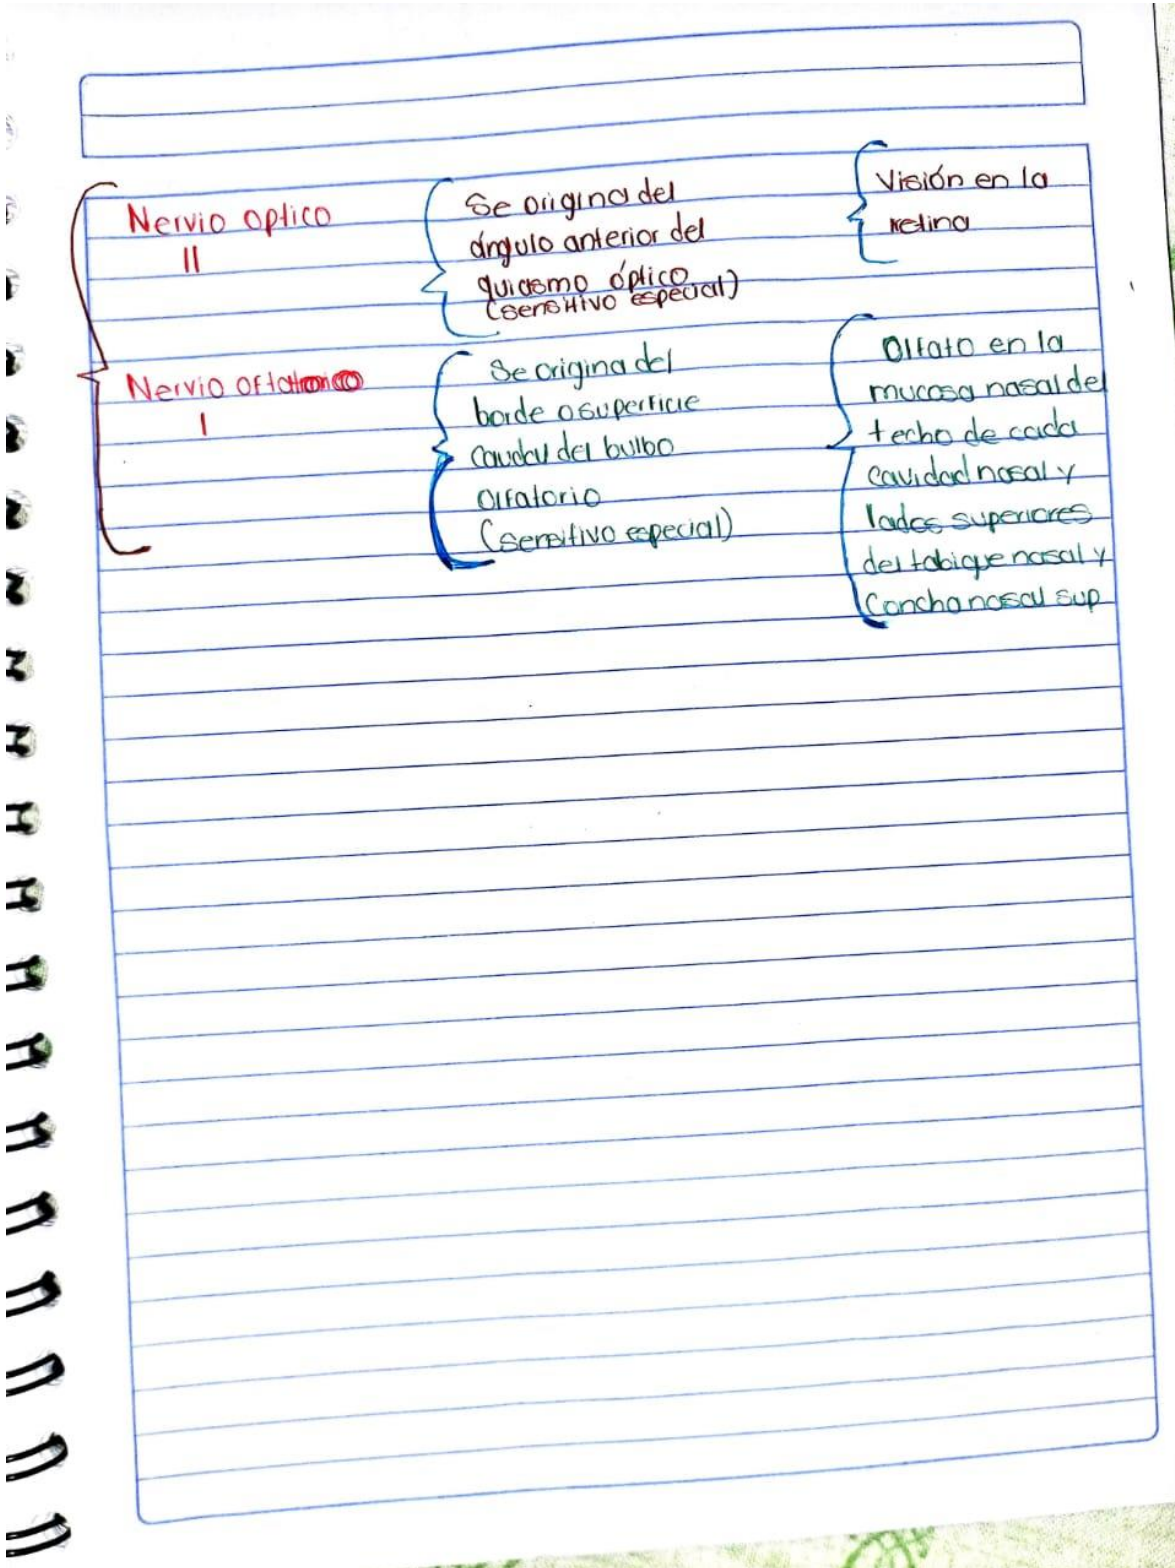 Nervio optico
II
Se origina del
ángulo anterior del
quiasmo óptico
(sensitivo especial)
Visión en la
retina
Nervio oftalmico
I
Se origina del
borde o superficie
caudal del bulbo
olfatorio
(sensitivo especial)
Olfato en la
mucosa nasal del
techo de cada
cavidad nasal y
lados superiores
del tabique nasal y
Concha nasal sup